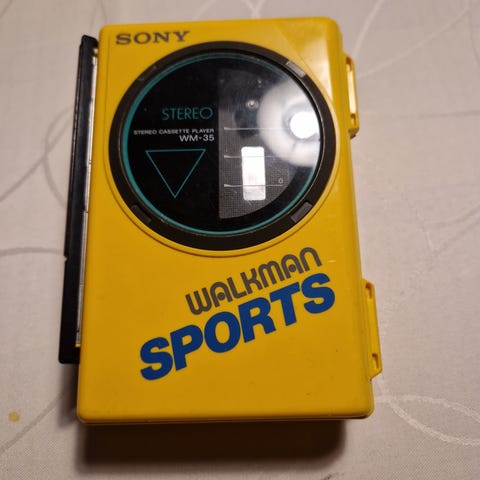 SONY
STEREO
STEREO CASSETTE PLAYER
WM-35
WALKMAN
SPORTS